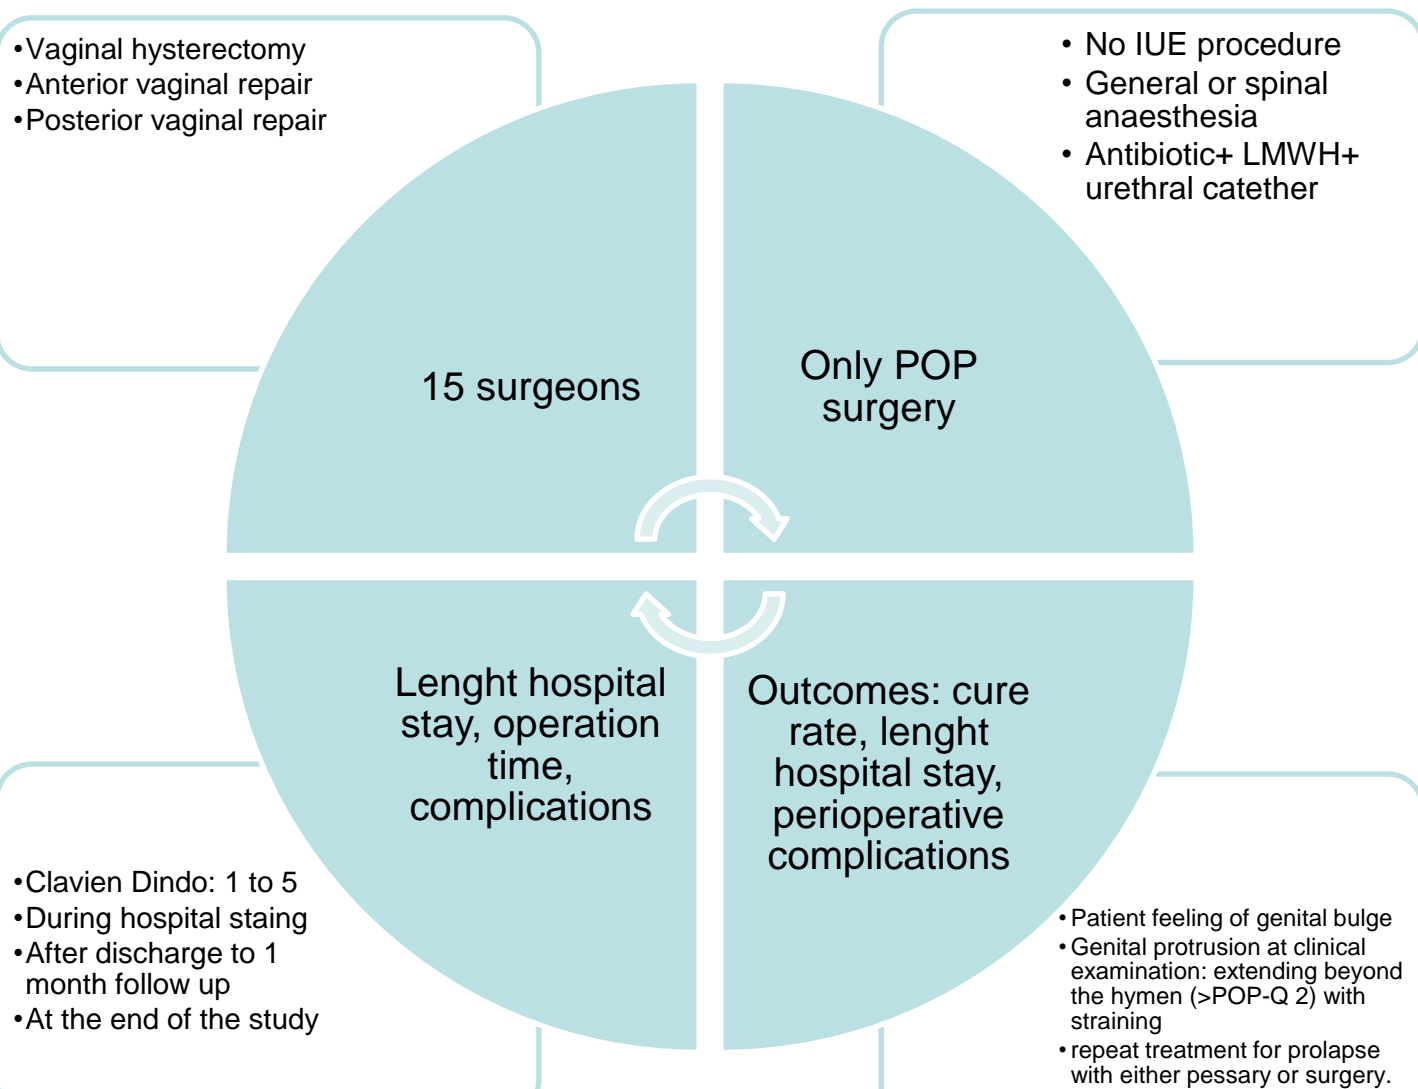 •Vaginal hysterectomy
•Anterior vaginal repair
•Posterior vaginal repair
• No IUE procedure
• General or spinal
anaesthesia
• Antibiotic+ LMWH+
urethral catether
15 surgeons
Only POP
surgery
Lenght hospital
stay, operation
time,
complications
Outcomes: cure
rate, lenght
hospital stay,
perioperative
complications
•Clavien Dindo: 1 to 5
•During hospital staing
•After discharge to 1
month follow up
•At the end of the study
• Patient feeling of genital bulge
• Genital protrusion at clinical
examination: extending beyond
the hymen (>POP-Q 2) with
straining
• repeat treatment for prolapse
with either pessary or surgery.